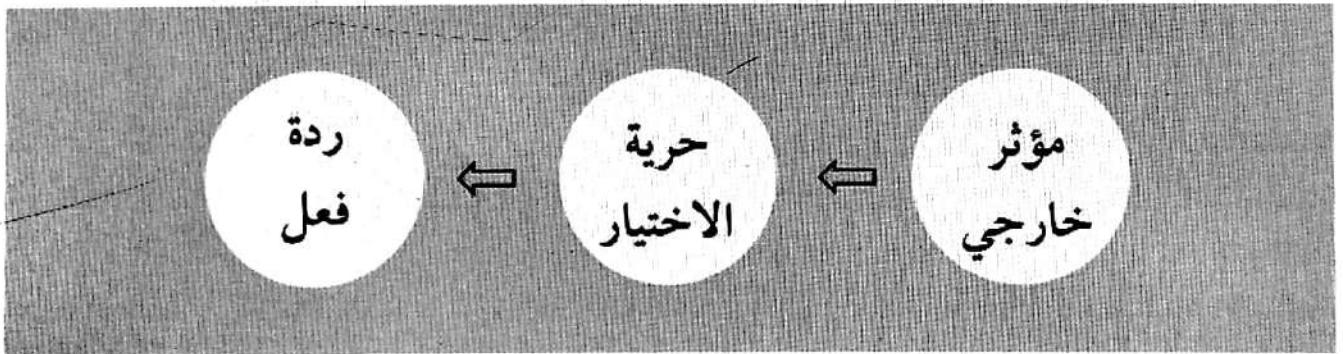 مؤثر
خارجي
حرية
الاختيار
ردة
فعل